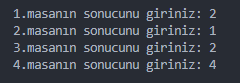 1.masanın sonucunu giriniz: 2
2.masanın sonucunu giriniz: 1
3.masanın sonucunu giriniz: 2
4.masanın sonucunu giriniz: 4